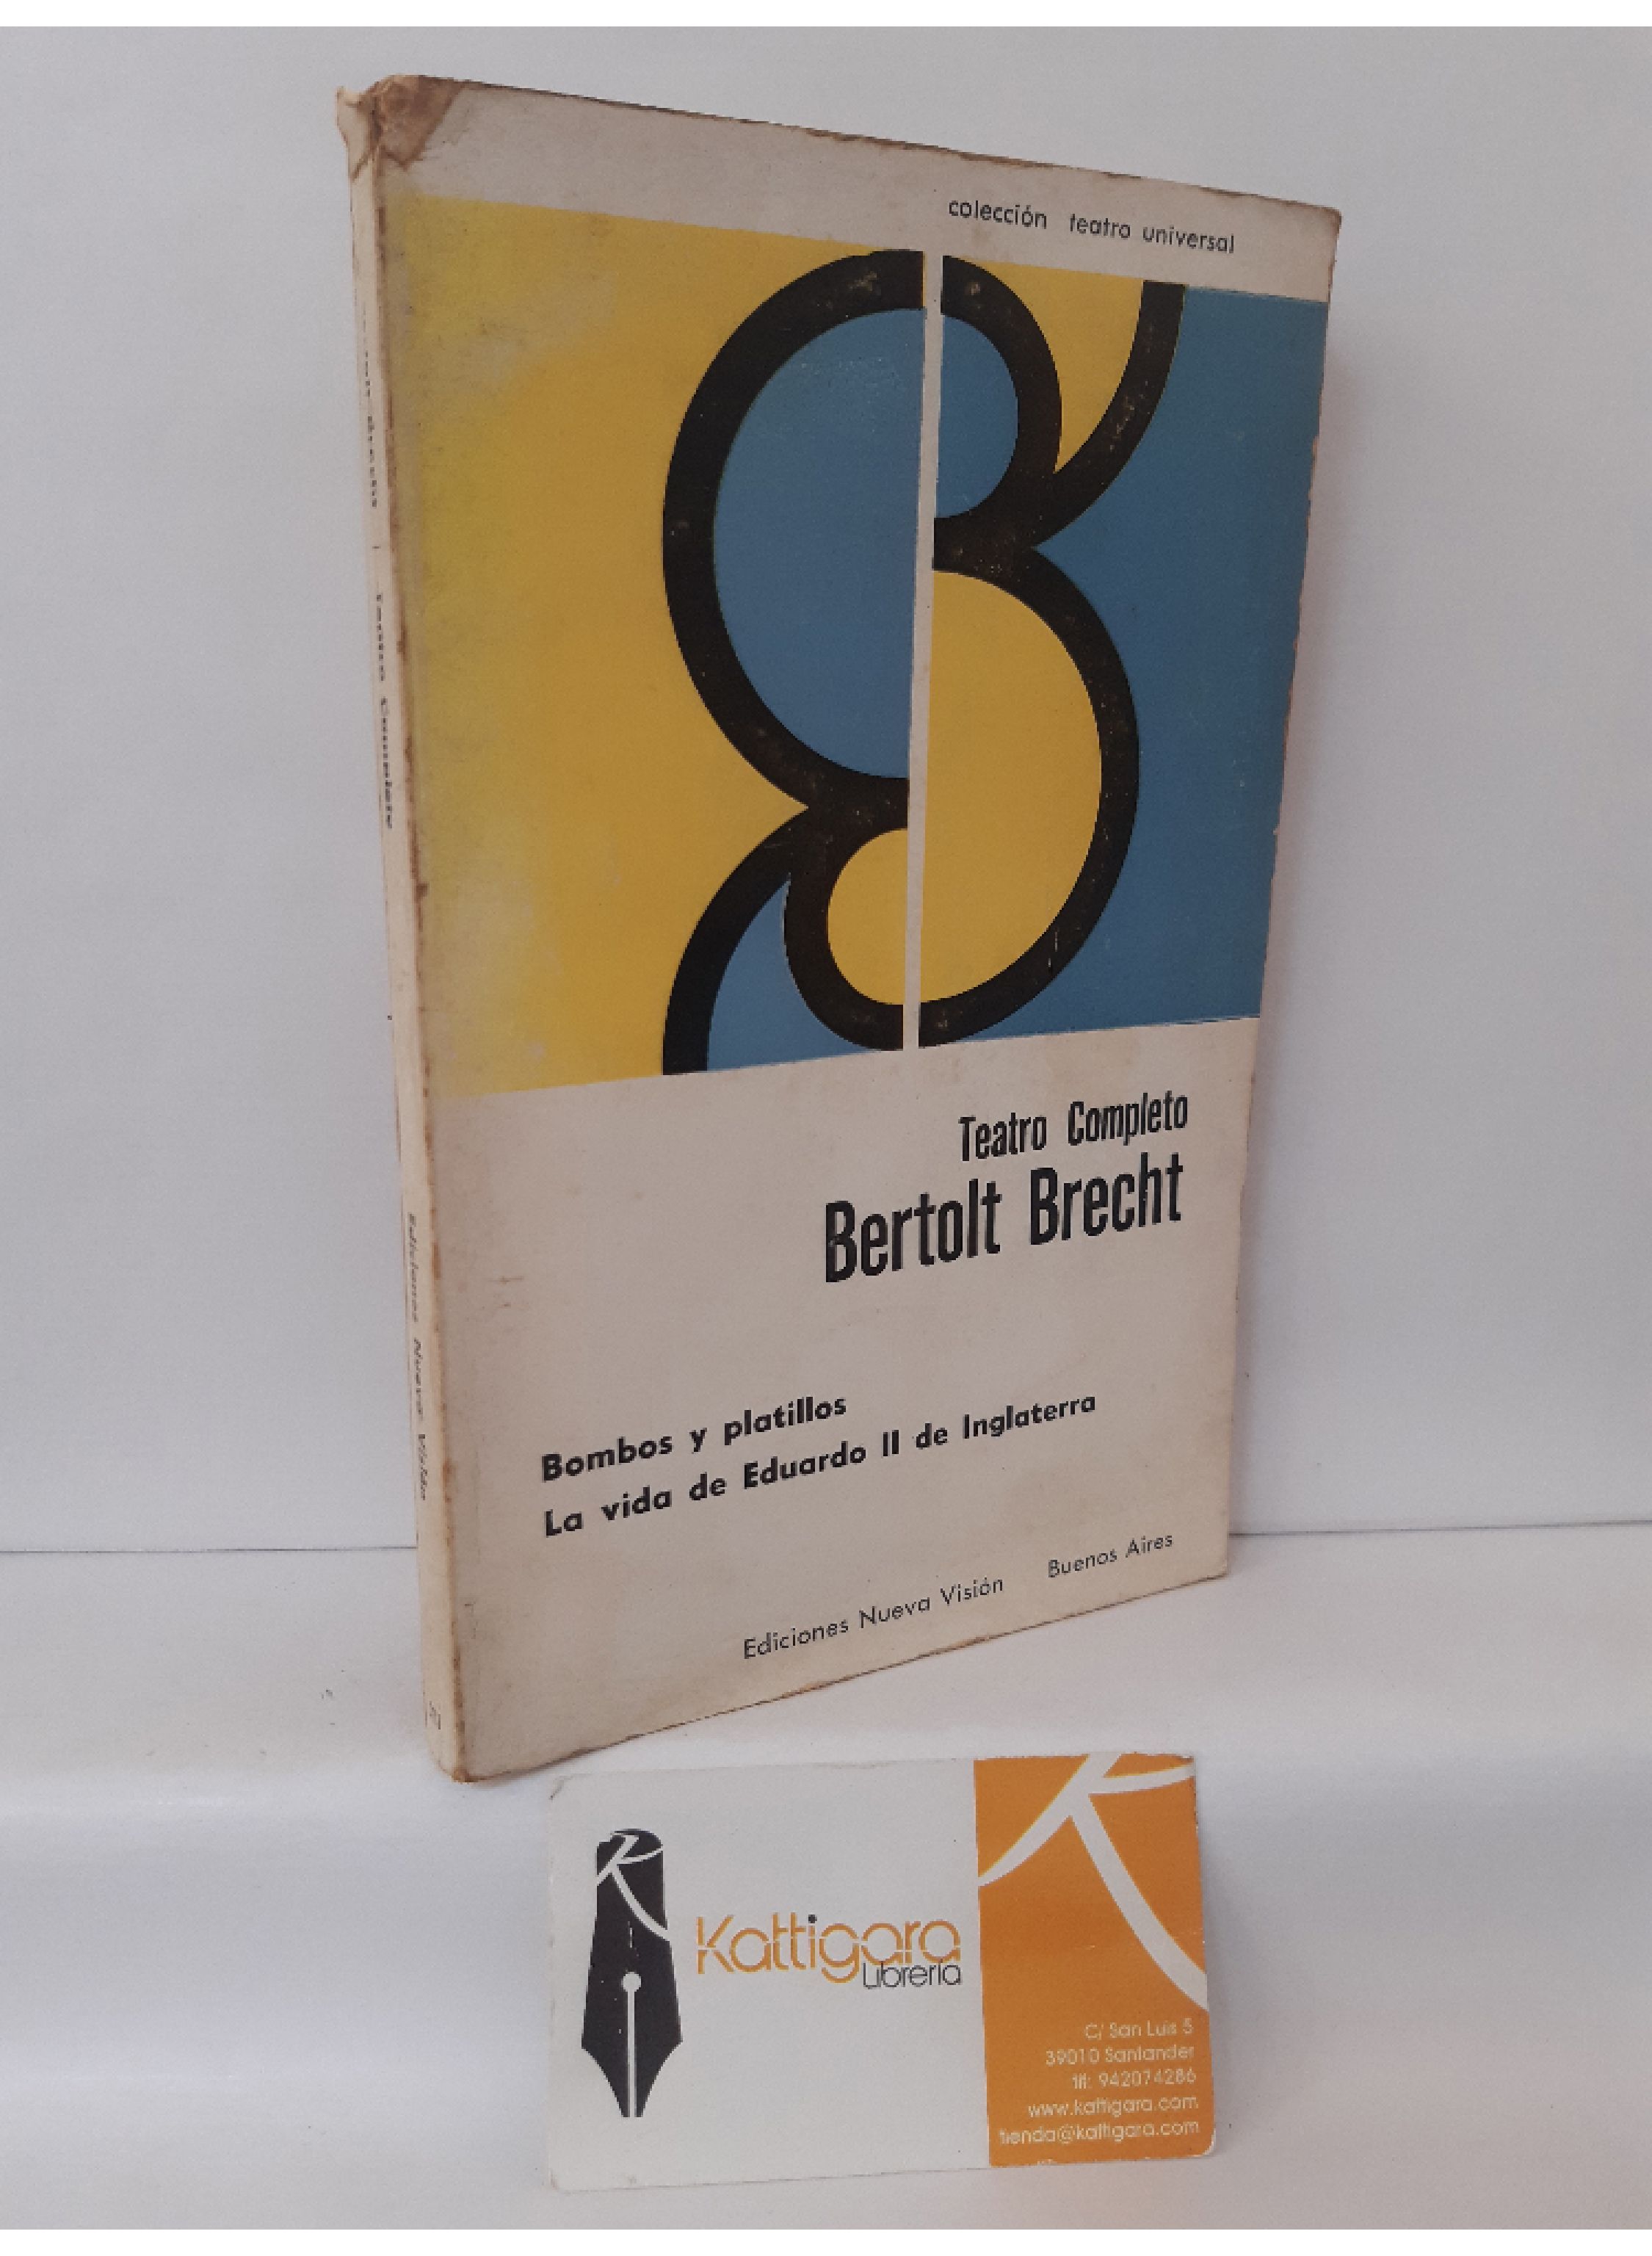 colección teatro universal
Teatro Completo
Bertolt Brecht
Bombos y platillos
La vida de Eduardo II de Inglaterra
Ediciones Nueva Visión Buenos Aires
Teatro Completo
Ediciones Nueva Visión
Kattigara
Librería
C/ San Luis 5
39010 Santander
tlf: 942074286
www.kattigara.com
tienda@kattigara.com